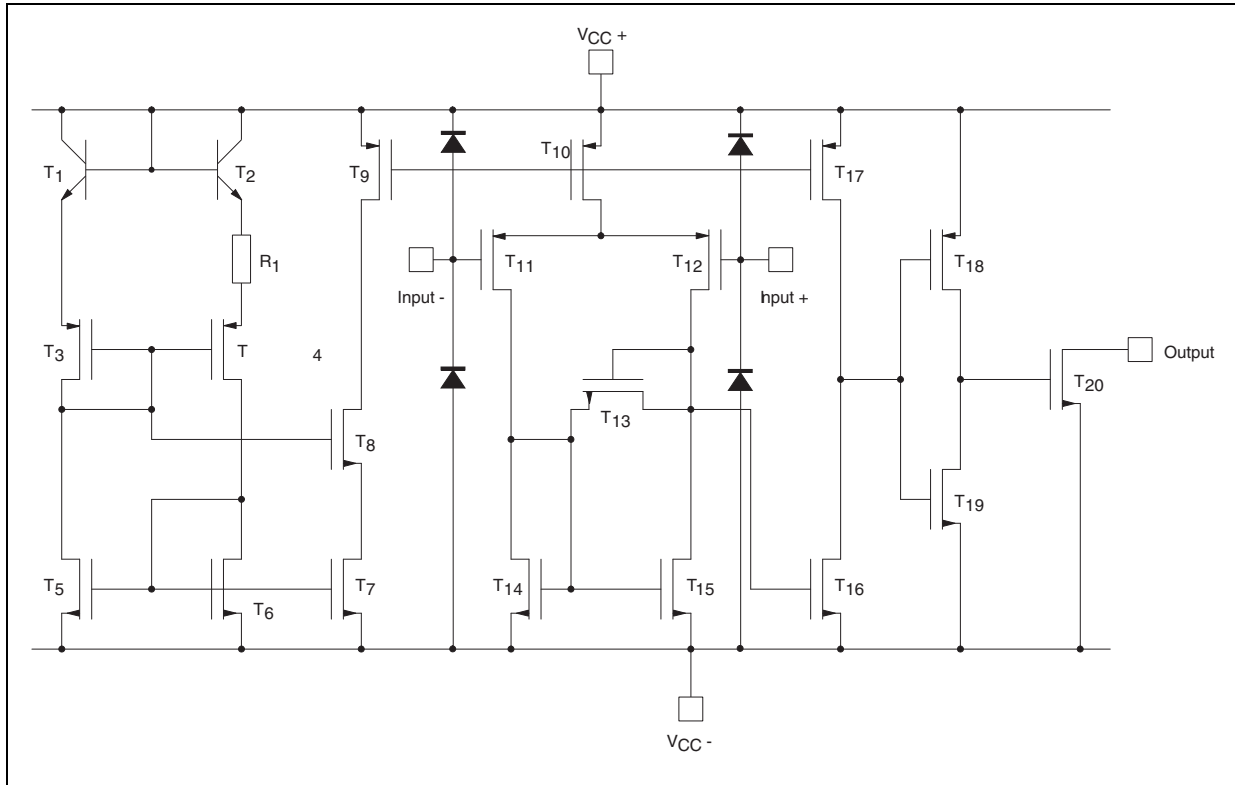 VCC +
T1
T2
T9
T10
T17
R1
T11
T12
T18
Input -
Input +
T3
T
4
Output
T20
T13
T8
T19
T5
T6
T7
T14
T15
T16
VCC -